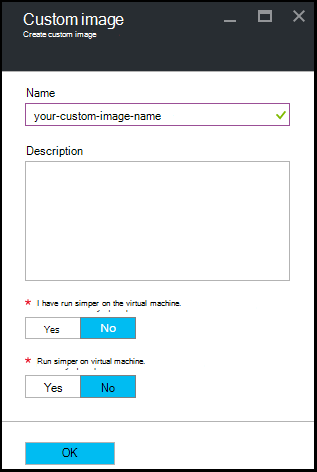 Custom image
Create custom image
Name
your-custom-image-name
Description
* I have run simper on the virtual machine.
Yes No
* Run simper on virtual machine.
Yes No
OK